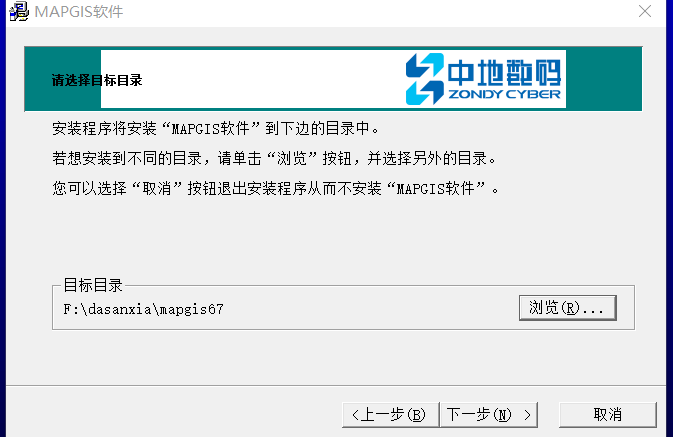 MAPGIS软件
请选择目标目录
中地数码
ZONDY CYBER
安装程序将安装“MAPGIS软件”到下边的目录中。
若想安装到不同的目录，请单击“浏览”按钮，并选择另外的目录。
您可以选择“取消”按钮退出安装程序从而不安装“MAPGIS软件”。
目标目录
F:\dasanxia\mapgis67
浏览(R)...
<上一步(B)
下一步(N) >
取消